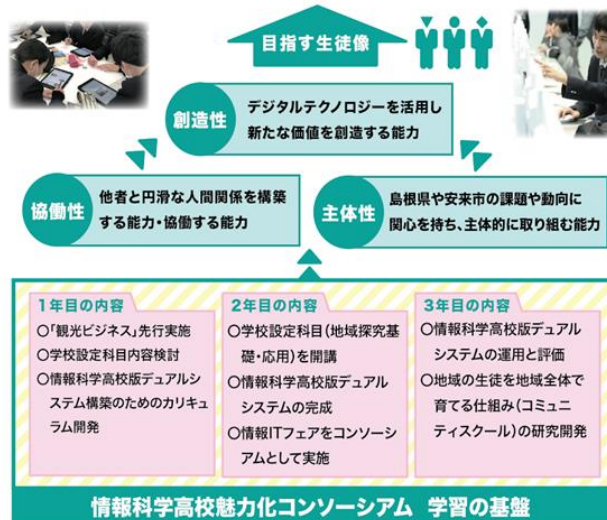 目指す生徒像
創造性
デジタルテクノロジーを活用し
新たな価値を創造する能力
協働性
他者と円滑な人間関係を構築
する能力・協働する能力
主体性
島根県や安来市の課題や動向に
関心を持ち、主体的に取り組む能力
1年目の内容
○「観光ビジネス」先行実施
○学校設定科目内容検討
○情報科学高校版デュアルシ
ステム構築のためのカリキュ
ラム開発
2年目の内容
○学校設定科目(地域探究基
礎・応用)を開講
○情報科学高校版デュアル
システムの完成
○情報ITフェアをコンソーシ
アムとして実施
3年目の内容
○情報科学高校版デュアル
システムの運用と評価
○地域の生徒を地域全体で
育てる仕組み(コミュニ
ティスクール)の研究開発
情報科学高校魅力化コンソーシアム 学習の基盤